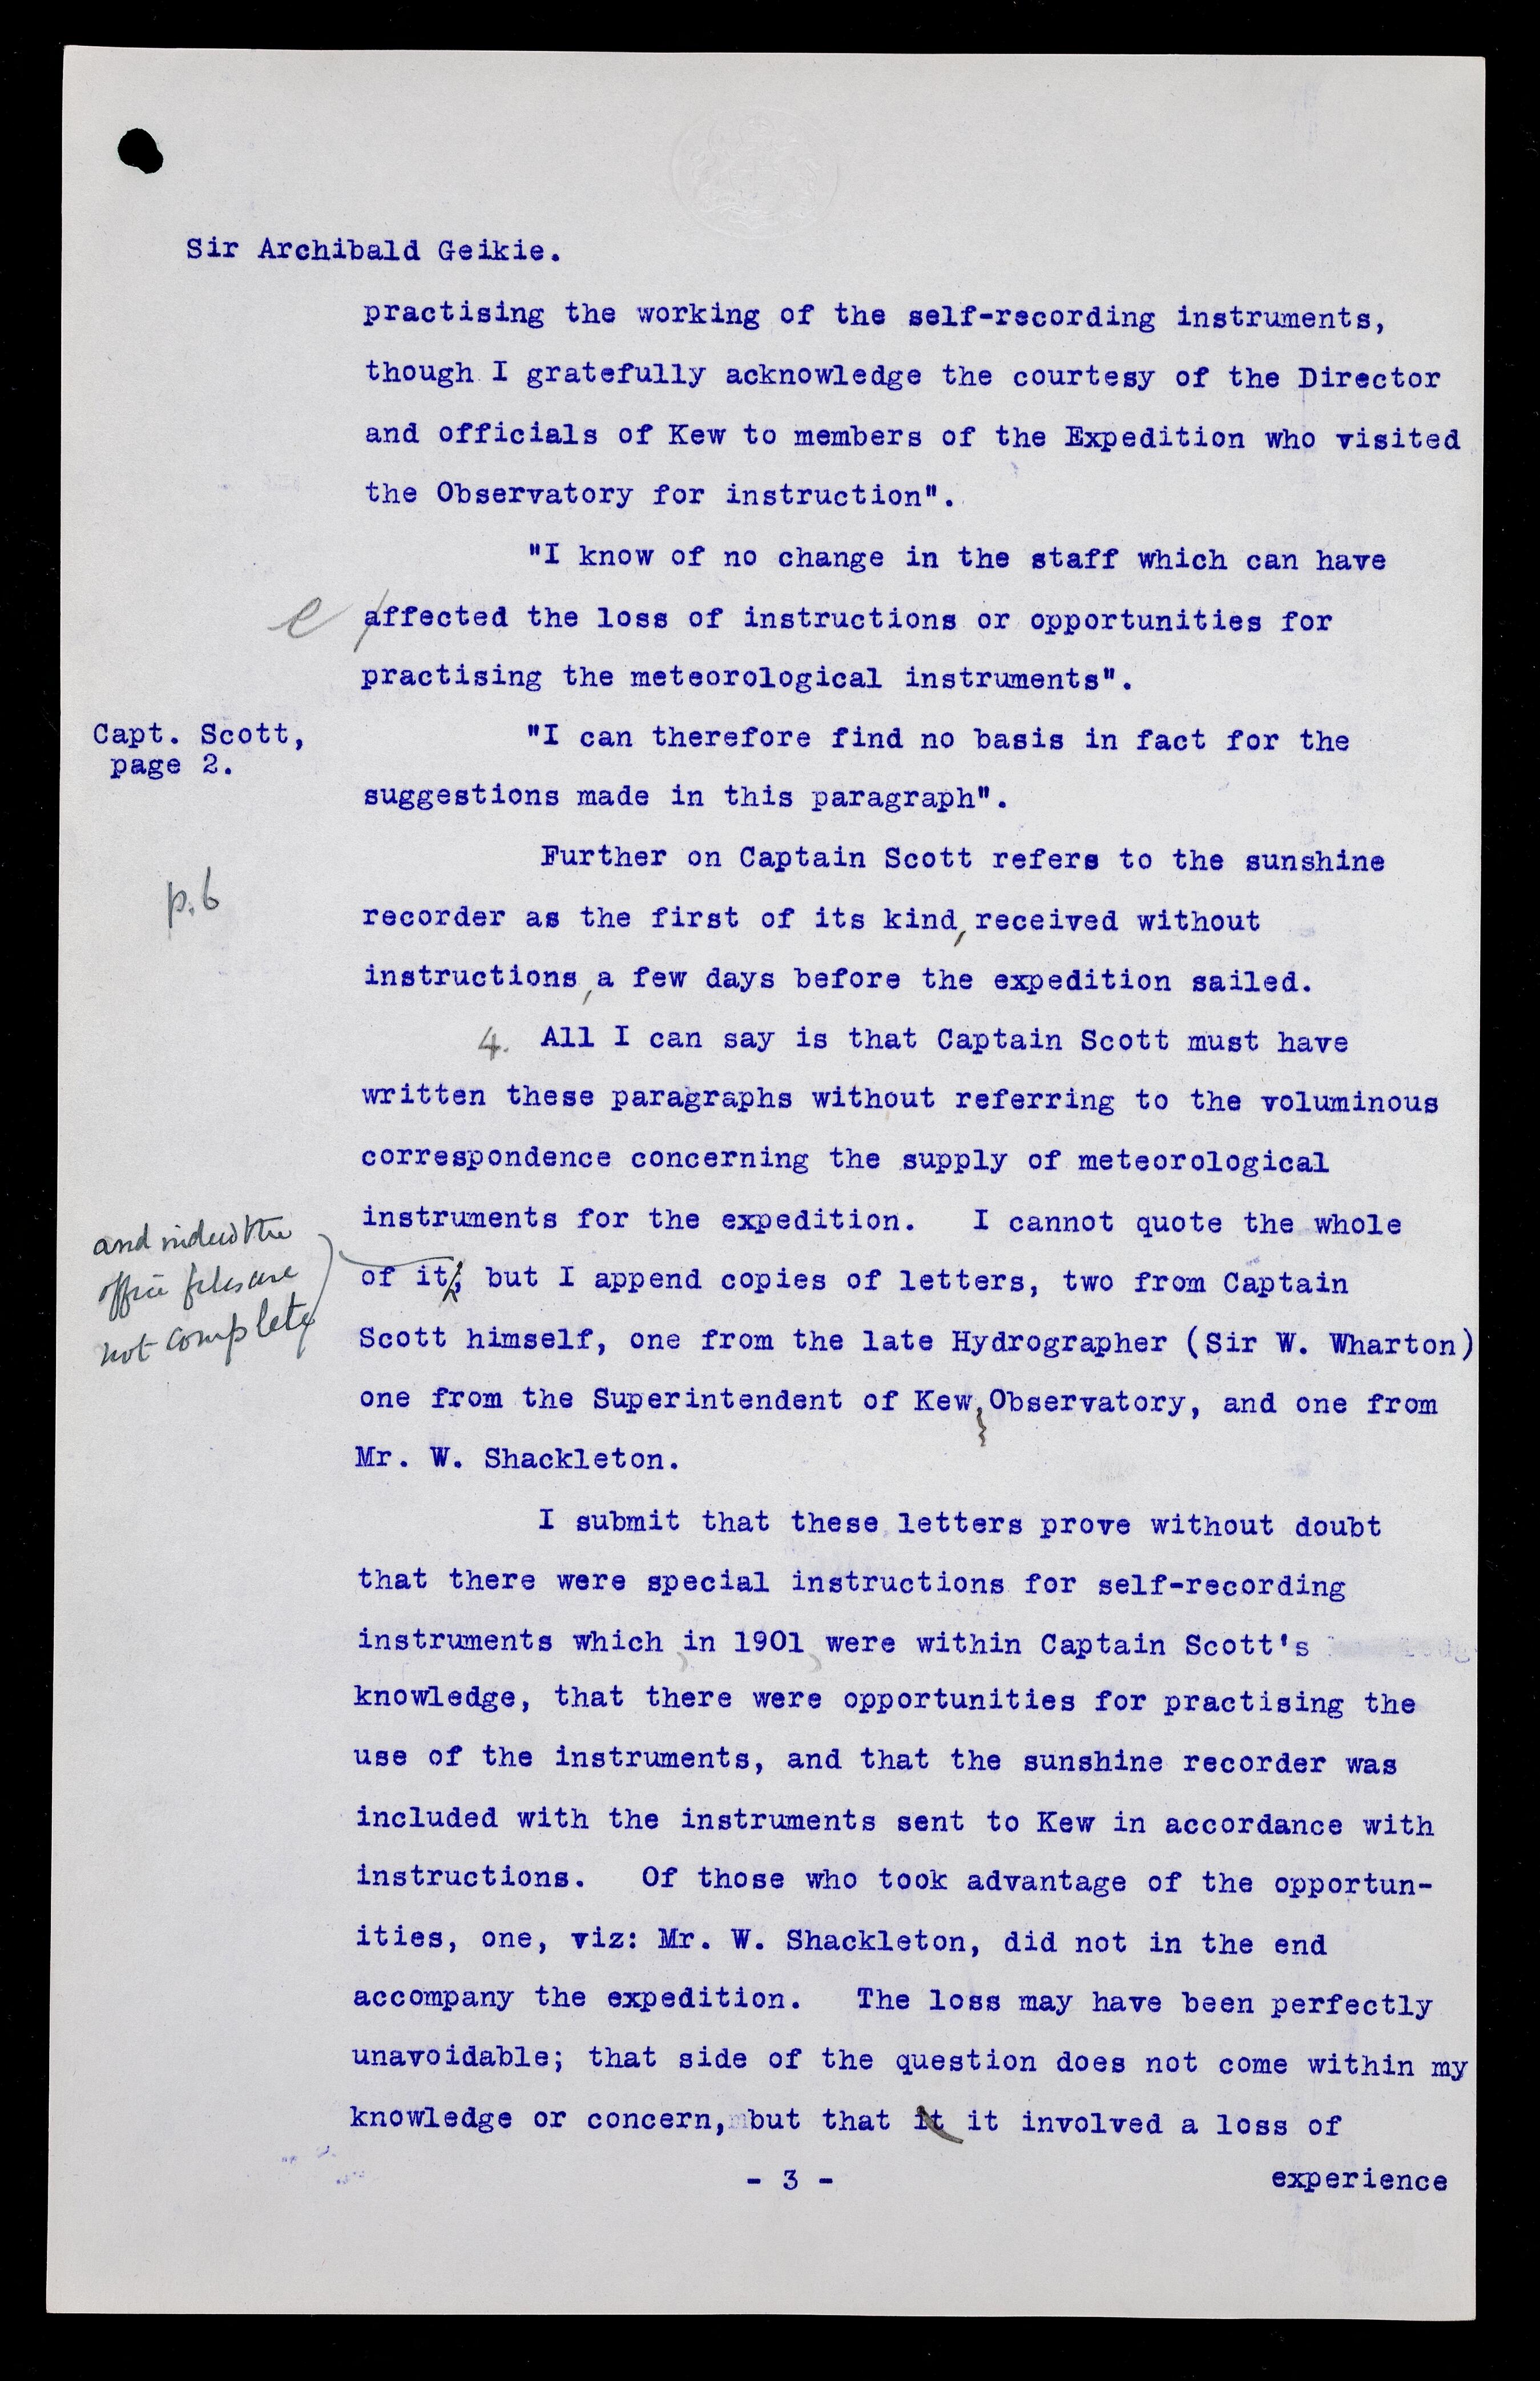 Sir Archibald Geikie.
practising the working of the self-recording instruments,
though I gratefully acknowledge the courtesy of the Director
and officials of Kew to members of the Expedition who visited
the Observatory for instruction".
"I know of no change in the staff which can have
e / affected the loss of instructions or opportunities for
practising the meteorological instruments".
Capt. Scott,
page 2.
"I can therefore find no basis in fact for the
suggestions made in this paragraph".
Further on Captain Scott refers to the sunshine
p.6
recorder as the first of its kind, received without
instructions, a few days before the expedition sailed.
4. All I can say is that Captain Scott must have
written these paragraphs without referring to the voluminous
correspondence concerning the supply of meteorological
instruments for the expedition. I cannot quote the whole
and indeed the
office files are
not complete
of it, but I append copies of letters, two from Captain
Scott himself, one from the late Hydrographer (Sir W. Wharton)
one from the Superintendent of Kew, Observatory, and one from
Mr. W. Shackleton.
I submit that these letters prove without doubt
that there were special instructions for self-recording
instruments which, in 1901, were within Captain Scott's
knowledge, that there were opportunities for practising the
use of the instruments, and that the sunshine recorder was
included with the instruments sent to Kew in accordance with
instructions. Of those who took advantage of the opportun-
ities, one, viz: Mr. W. Shackleton, did not in the end
accompany the expedition. The loss may have been perfectly
unavoidable; that side of the question does not come within my
knowledge or concern, but that it it involved a loss of
- 3 -
experience